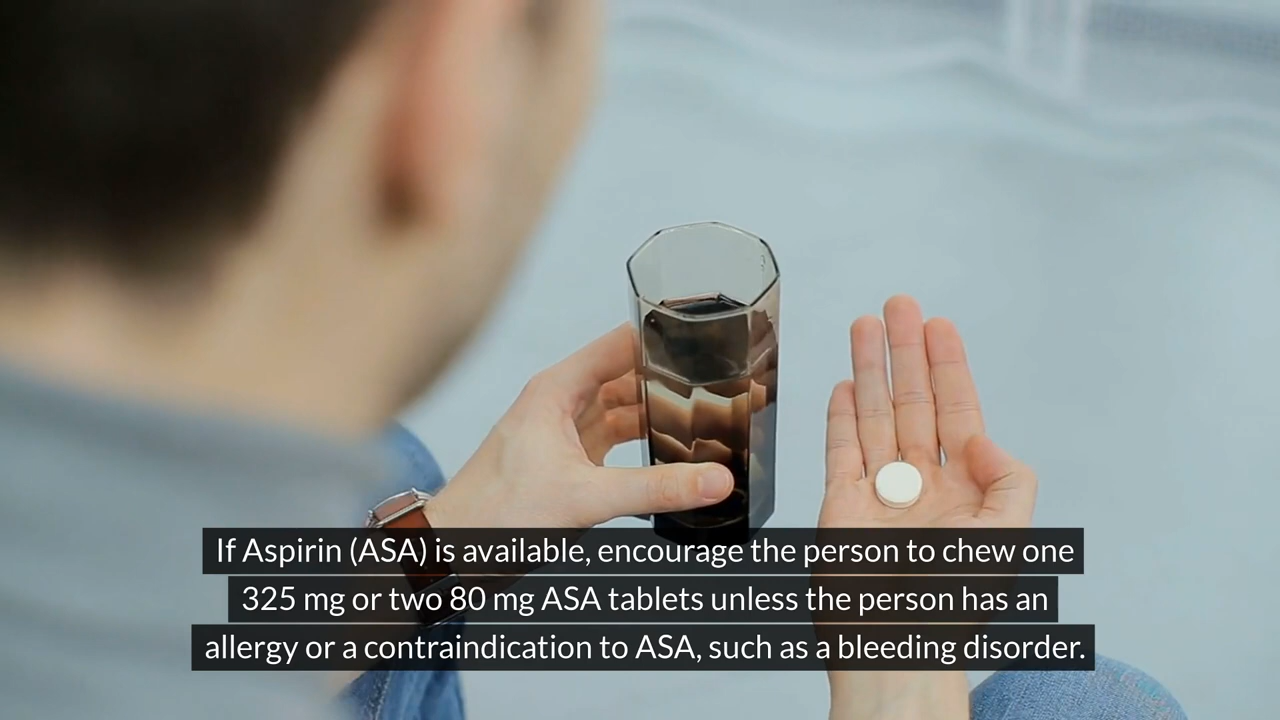 If Aspirin (ASA) is available, encourage the person to chew one
325 mg or two 80 mg ASA tablets unless the person has an
allergy or a contraindication to ASA, such as a bleeding disorder.